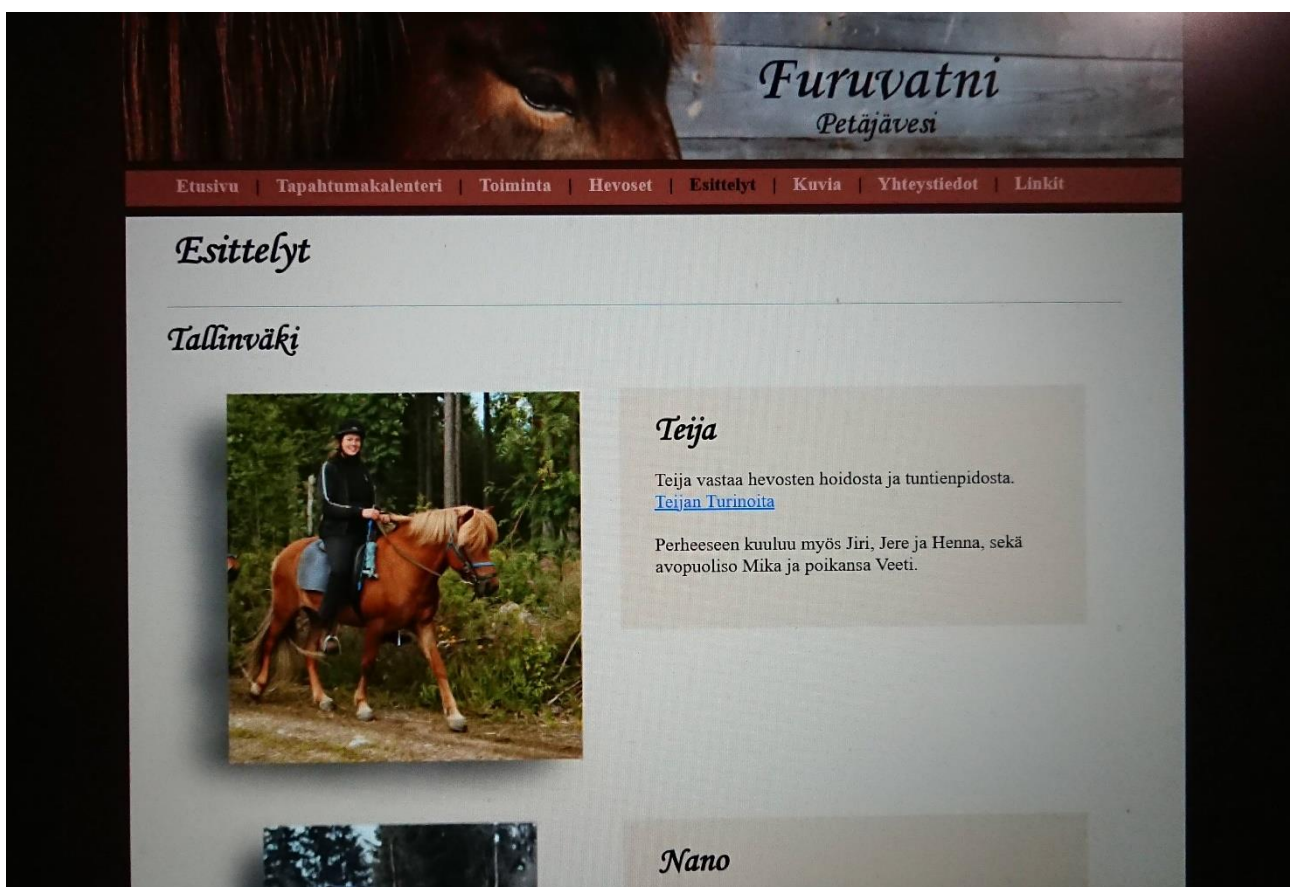 Furuvatni
Petäjävesi
Etusivu | Tapahtumakalenteri | Toiminta | Hevoset | Esittelyt | Kuvia | Yhteystiedot | Linkit
Esittelyt
Tallinväki
Teija
Teija vastaa hevosten hoidosta ja tuntienpidosta.
Teijan Turinoita
Perheeseen kuuluu myös Jiri, Jere ja Henna, sekä
avopuoliso Mika ja poikansa Veeti.
Nano